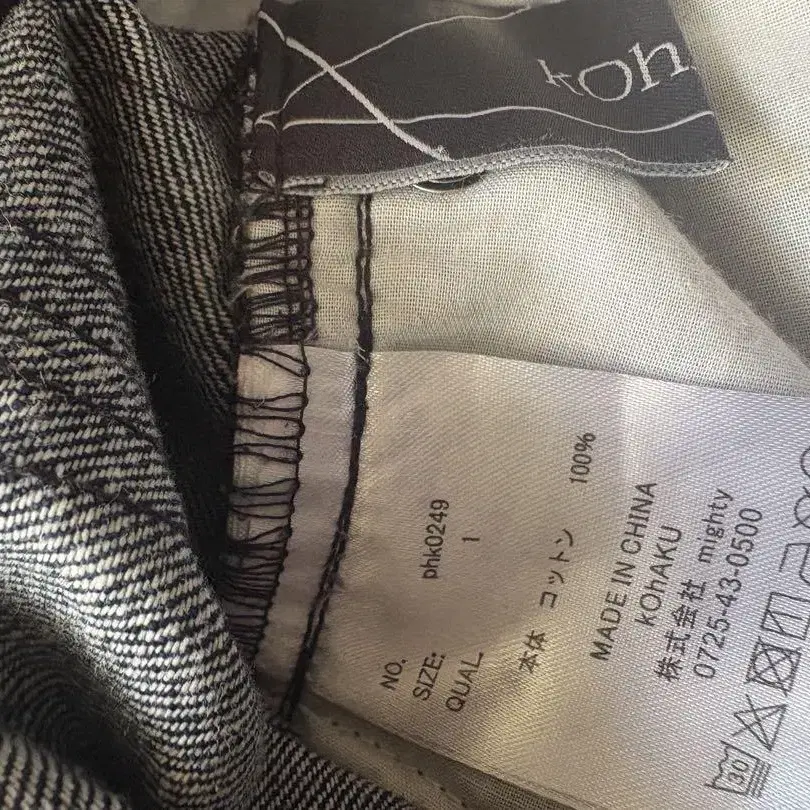 kOh
NO. phk0249
SIZE: 1
QUAL
本体 コットン 100%
MADE IN CHINA
kOhAKU
株式会社 mighty
0725-43-0500
30